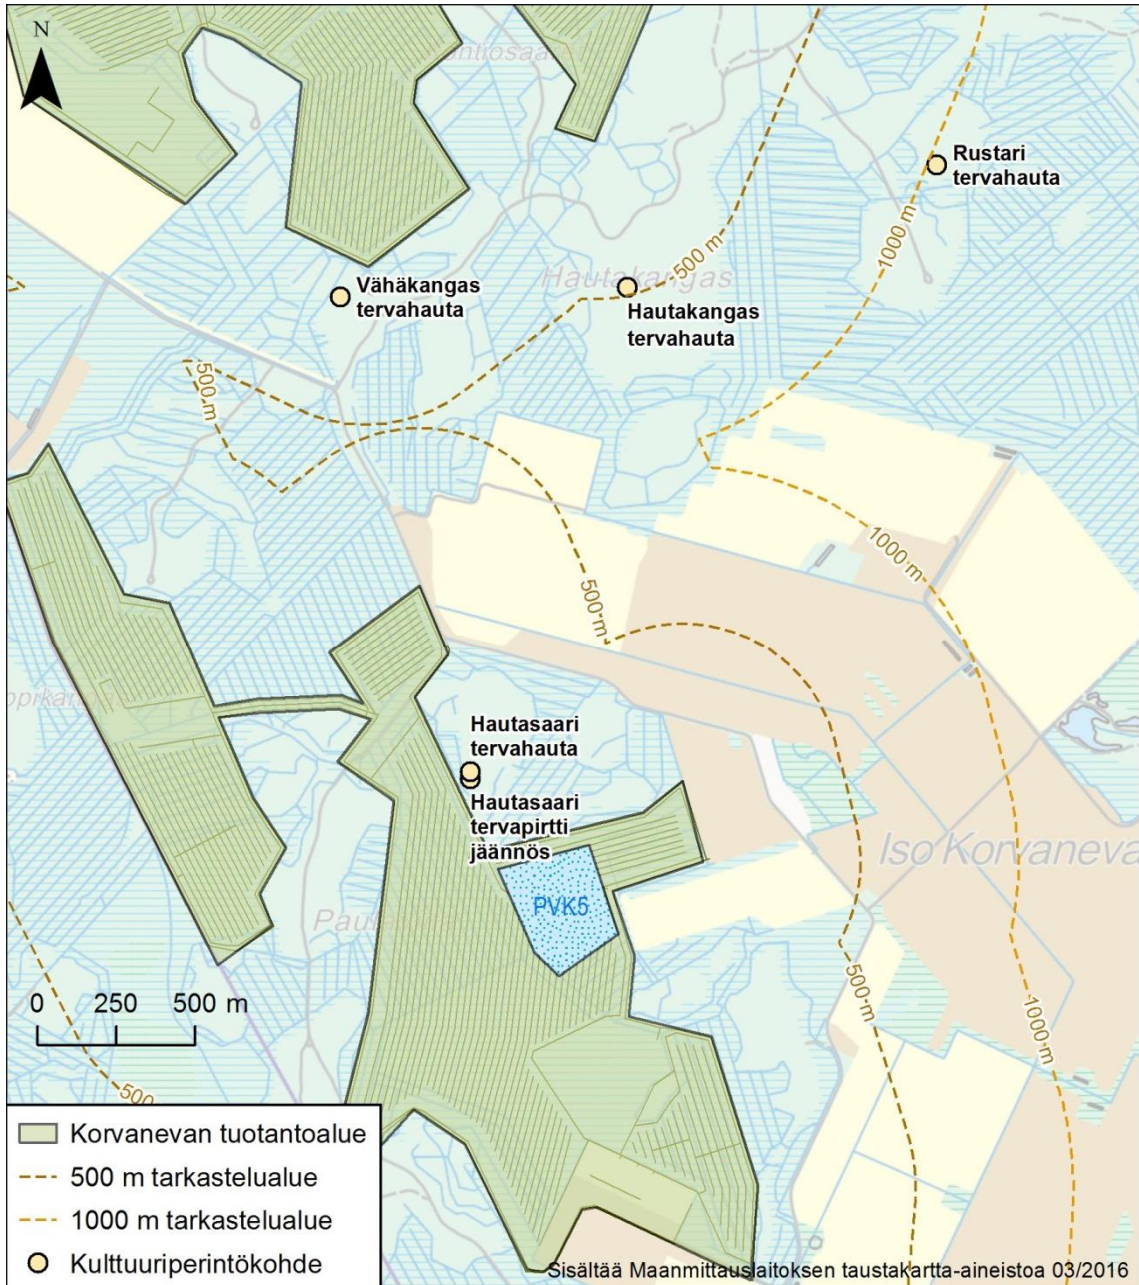 N
Rustari
tervahauta
1000 m
500 m
Hautakangas
Vähäkangas
tervahauta
Hautakangas
tervahauta
500 m
1000 m
500 m
Hautasaari
tervahauta
Hautasaari
tervapirtti
jäännös
Iso Korvaneva
PVK5
0 250 500 m
500 m
1000 m
500
Korvanevan tuotantoalue
500 m tarkastelualue
1000 m tarkastelualue
Kulttuuriperintökohde
Sisältää Maanmittauslaitoksen taustakartta-aineistoa 03/2016